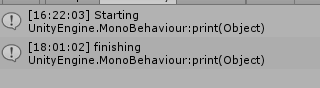 [16:22:03] Starting
UnityEngine.MonoBehaviour:print(Object)
[18:01:02] finishing
UnityEngine.MonoBehaviour:print(Object)